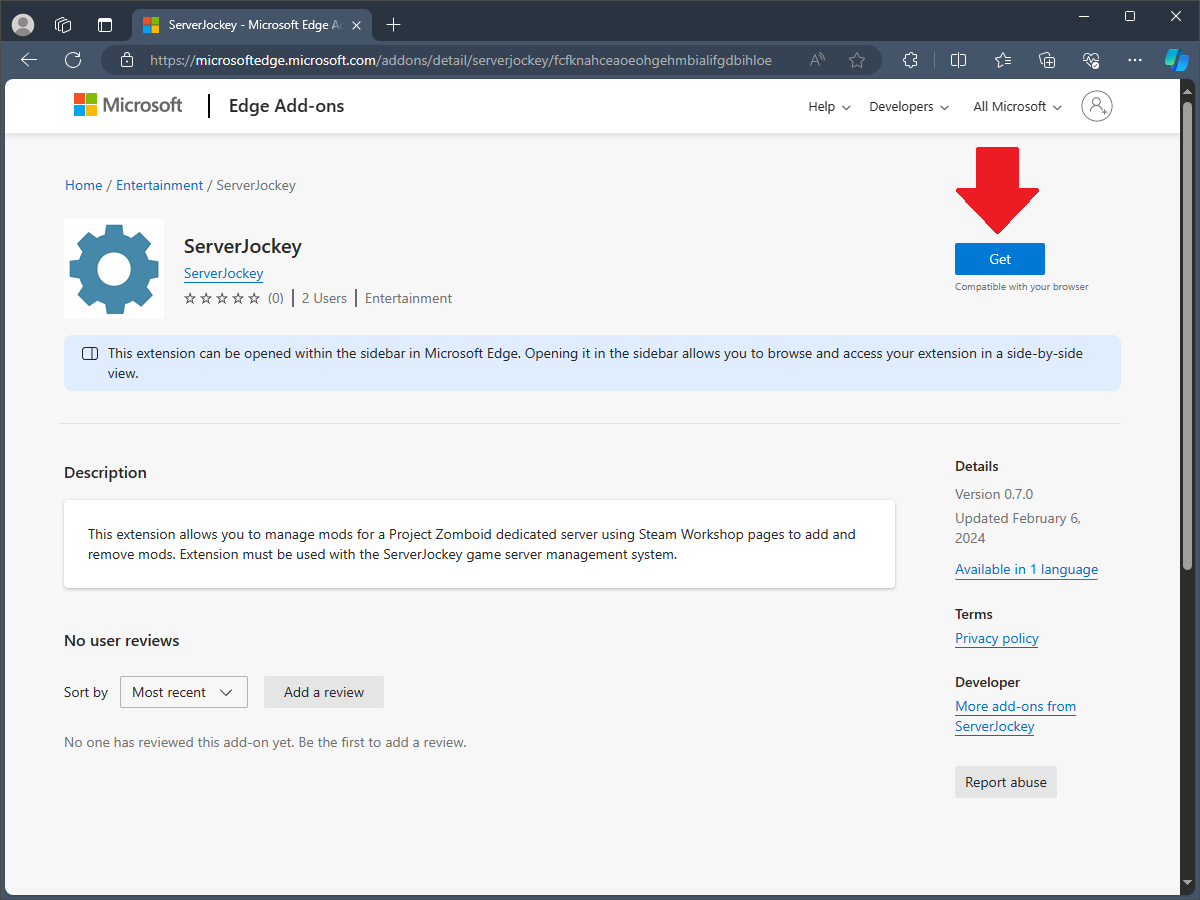 ServerJockey - Microsoft Edge Ad
https://microsoftedge.microsoft.com/addons/detail/serverjockey/fcfknahceaoeohgehmbialifgdbihloe
Microsoft
Edge Add-ons
Help
Developers
All Microsoft
Home / Entertainment / ServerJockey
ServerJockey
ServerJockey
(0)
2 Users
Entertainment
Get
Compatible with your browser
This extension can be opened within the sidebar in Microsoft Edge. Opening it in the sidebar allows you to browse and access your extension in a side-by-side
view.
Description
This extension allows you to manage mods for a Project Zomboid dedicated server using Steam Workshop pages to add and
remove mods. Extension must be used with the ServerJockey game server management system.
No user reviews
Sort by
Most recent
Add a review
No one has reviewed this add-on yet. Be the first to add a review.
Details
Version 0.7.0
Updated February 6,
2024
Available in 1 language
Terms
Privacy policy
Developer
More add-ons from
ServerJockey
Report abuse